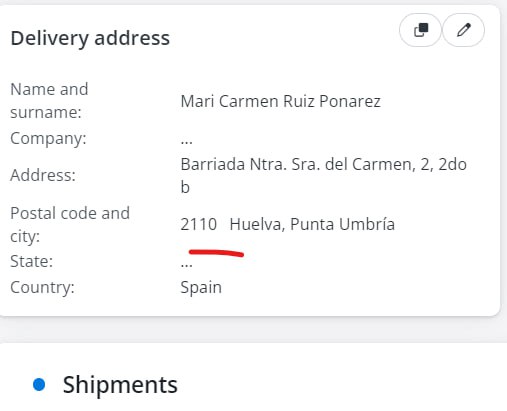 Delivery address
Name and surname: Mari Carmen Ruiz Ponarez
Company: ...
Address: Barriada Ntra. Sra. del Carmen, 2, 2do b
Postal code and city: 2110 Huelva, Punta Umbría
State: ...
Country: Spain
Shipments